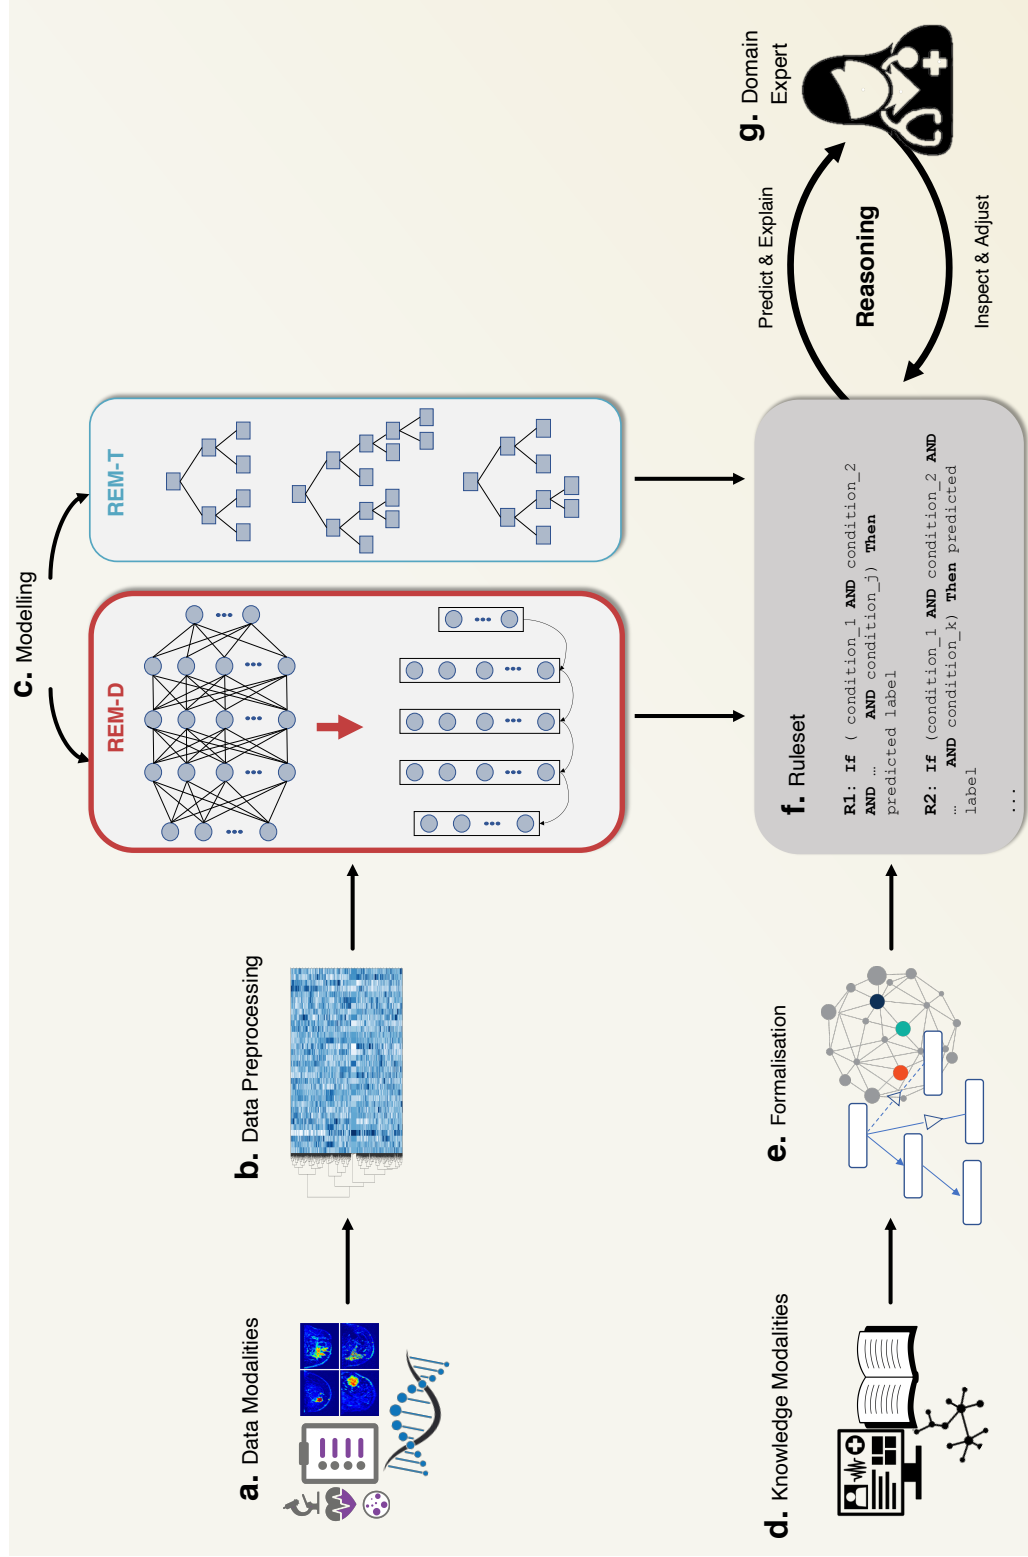 a. Data Modalities
b. Data Preprocessing
c. Modelling
REM-D
REM-T
d. Knowledge Modalities
e. Formalisation
f. Ruleset
R1: If ( condition_1 AND condition_2
AND … AND condition_j) Then
predicted label
R2: If (condition_1 AND condition_2 AND
… AND condition_k) Then predicted
label
...
Predict & Explain
Reasoning
Inspect & Adjust
g. Domain
Expert